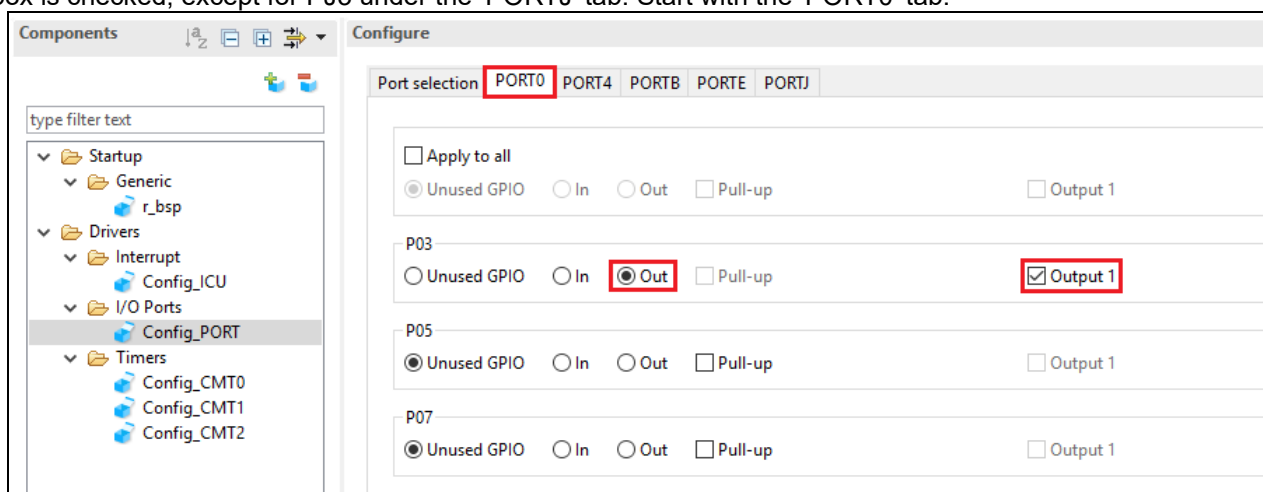 box is checked, except for PJ3 under the 'PORTJ' tab. Start with the 'PORT0' tab.
Components
Configure
Port selection PORT0 PORT4 PORTB PORTE PORTJ
type filter text
Startup
Generic
r_bsp
Drivers
Interrupt
Config_ICU
I/O Ports
Config_PORT
Timers
Config_CMT0
Config_CMT1
Config_CMT2
Apply to all
Unused GPIO In Out Pull-up Output 1
P03
Unused GPIO In Out Pull-up Output 1
P05
Unused GPIO In Out Pull-up Output 1
P07
Unused GPIO In Out Pull-up Output 1